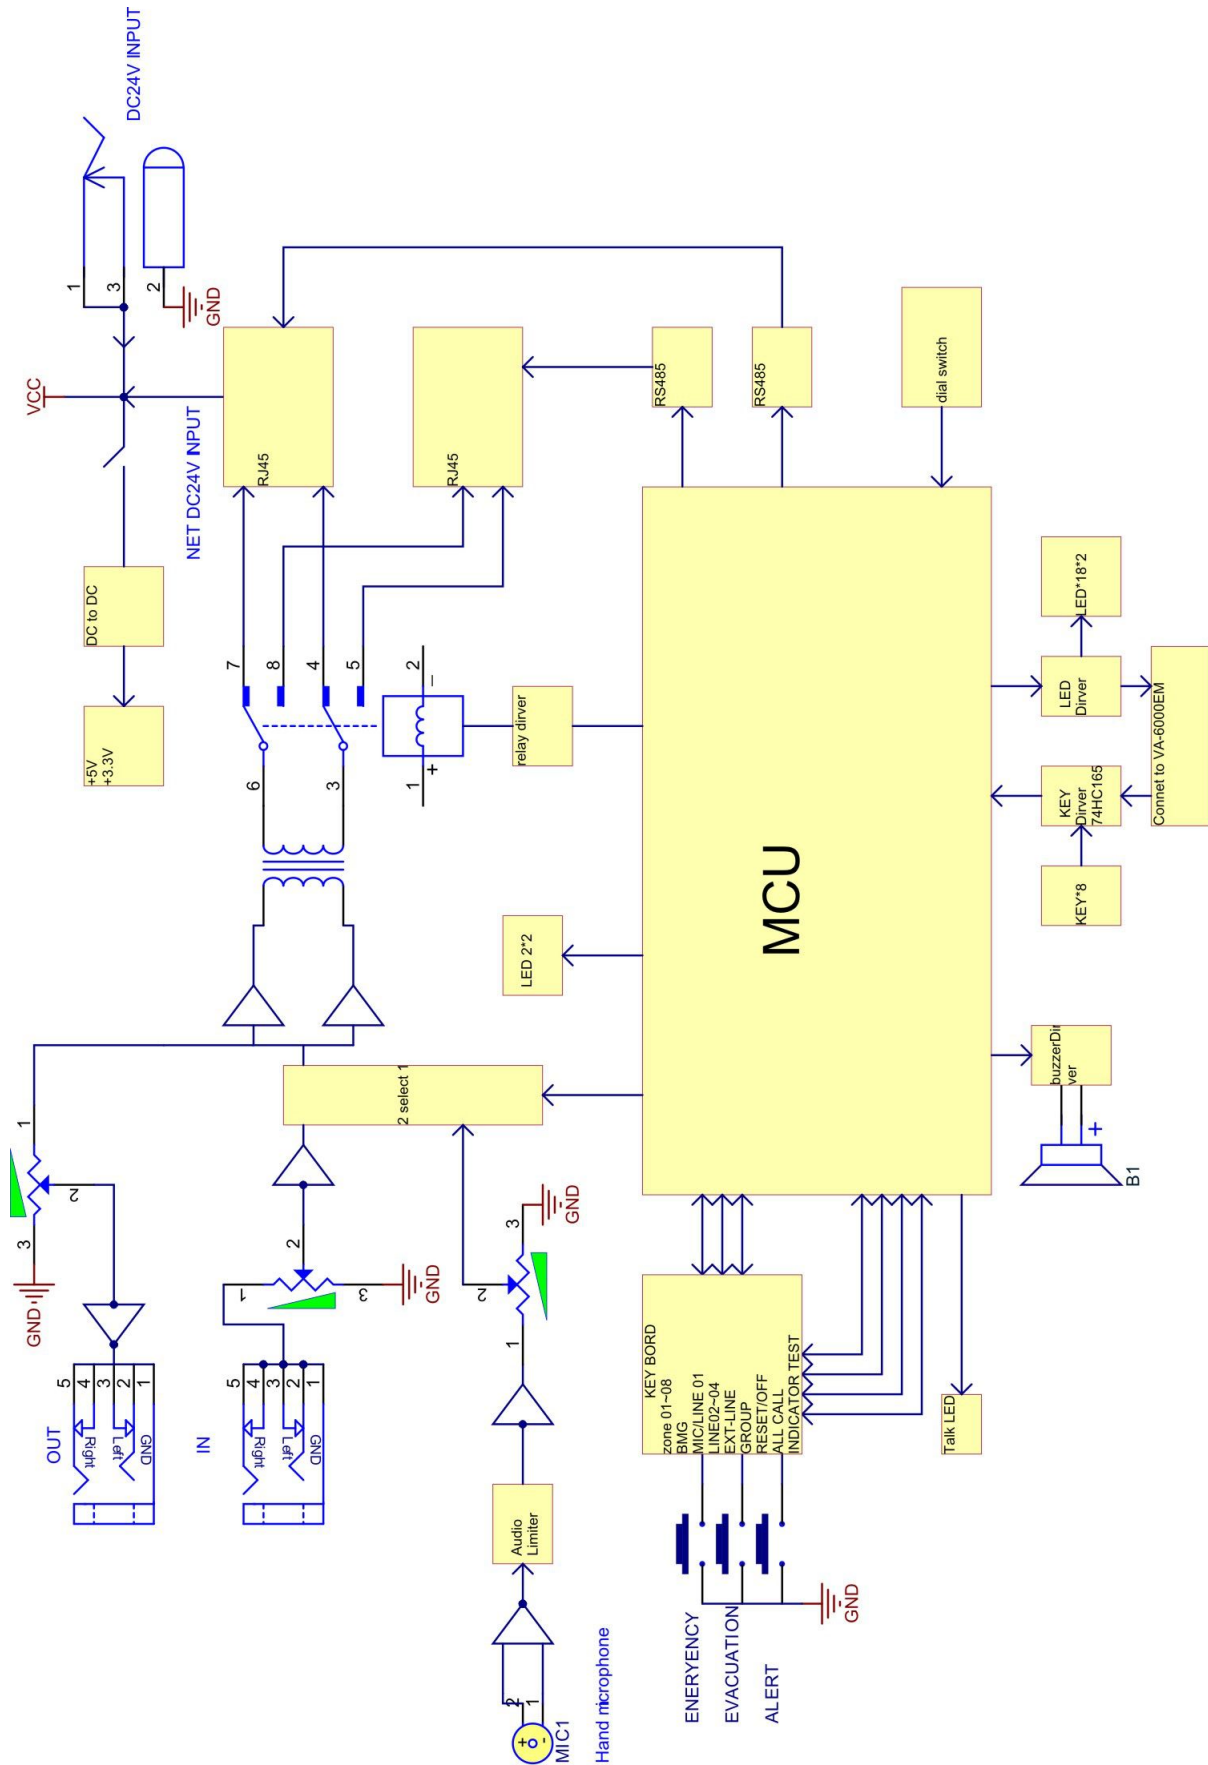 DC24V INPUT
1
3
2
GND
VCC
NET DC24V INPUT
DC to DC
+5V
+3.3V
RJ45
RJ45
RS485
RS485
dial switch
7
8
4
5
6
3
2
−
1
+
relay dirver
LED*18*2
LED
Dirver
Connet to VA-6000EM
KEY
Dirver
74HC165
KEY*8
LED 2*2
MCU
buzzerDir
ver
+
B1
2 select 1
1
2
3
GND
OUT
5
4
3
2
1
Right
Left
GND
IN
5
4
3
2
1
Right
Left
GND
1
2
3
GND
1
2
3
GND
Audio
Limiter
2
1
+
-
MIC1
Hand microphone
KEY BORD
zone 01~08
BMG
MIC/LINE 01
LINE02~04
EXT-LINE
GROUP
RESET/OFF
ALL CALL
INDICATOR TEST
Talk LED
ENERYENCY
EVACUATION
ALERT
GND